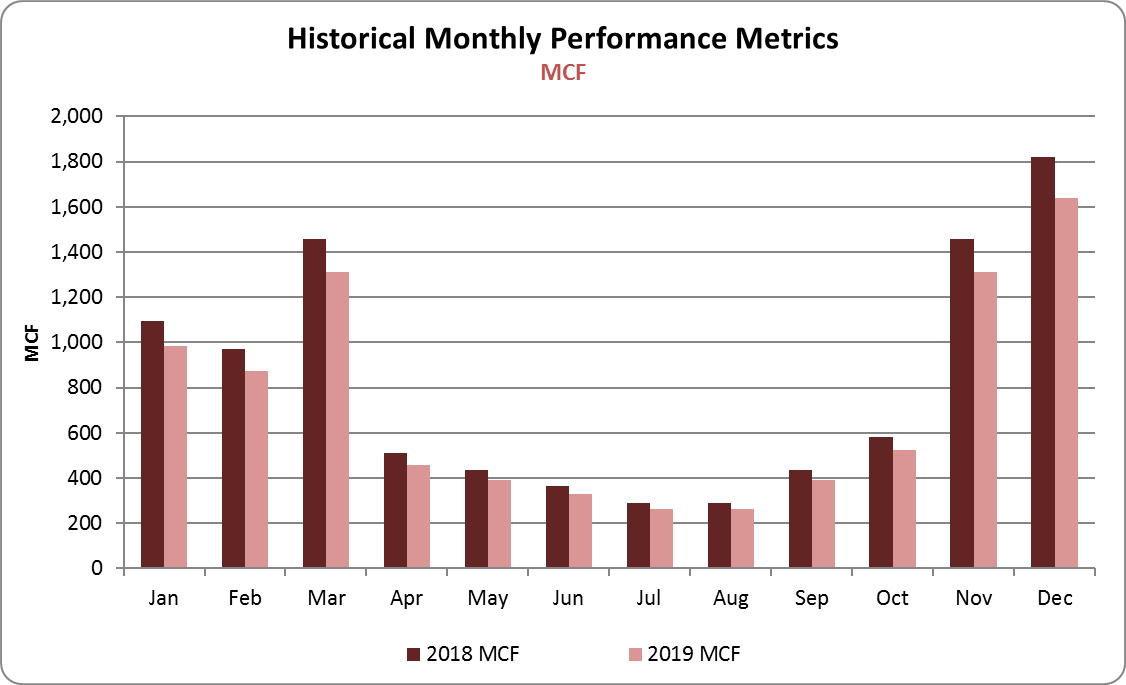 Historical Monthly Performance Metrics
MCF
2,000
1,800
1,600
1,400
1,200
1,000
800
600
400
200
0
MCF
Jan Feb Mar Apr May Jun Jul Aug Sep Oct Nov Dec
2018 MCF 2019 MCF